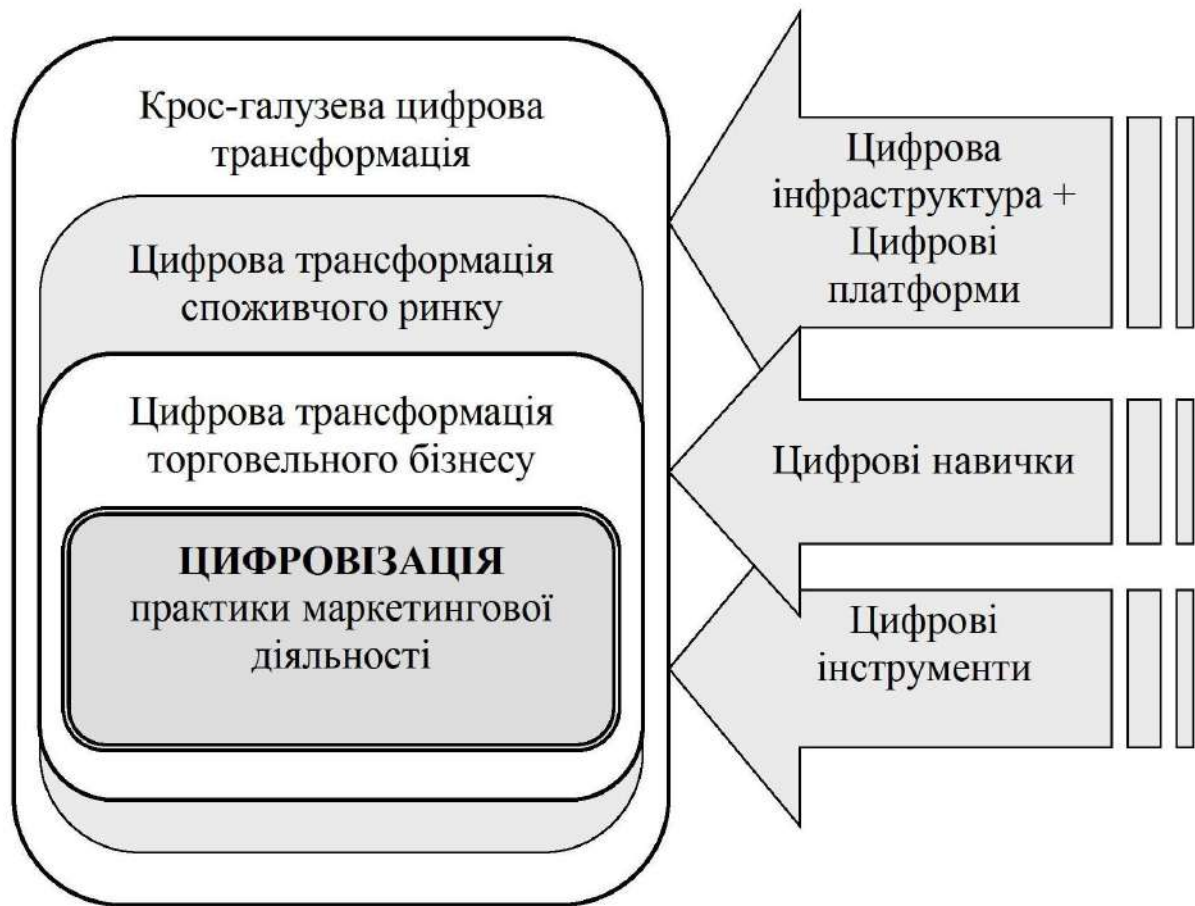 Крос-галузева цифрова
трансформація
Цифрова трансформація
споживчого ринку
Цифрова трансформація
торговельного бізнесу
ЦИФРОВІЗАЦІЯ
практики маркетингової
діяльності
Цифрова
інфраструктура +
Цифрові
платформи
Цифрові навички
Цифрові
інструменти